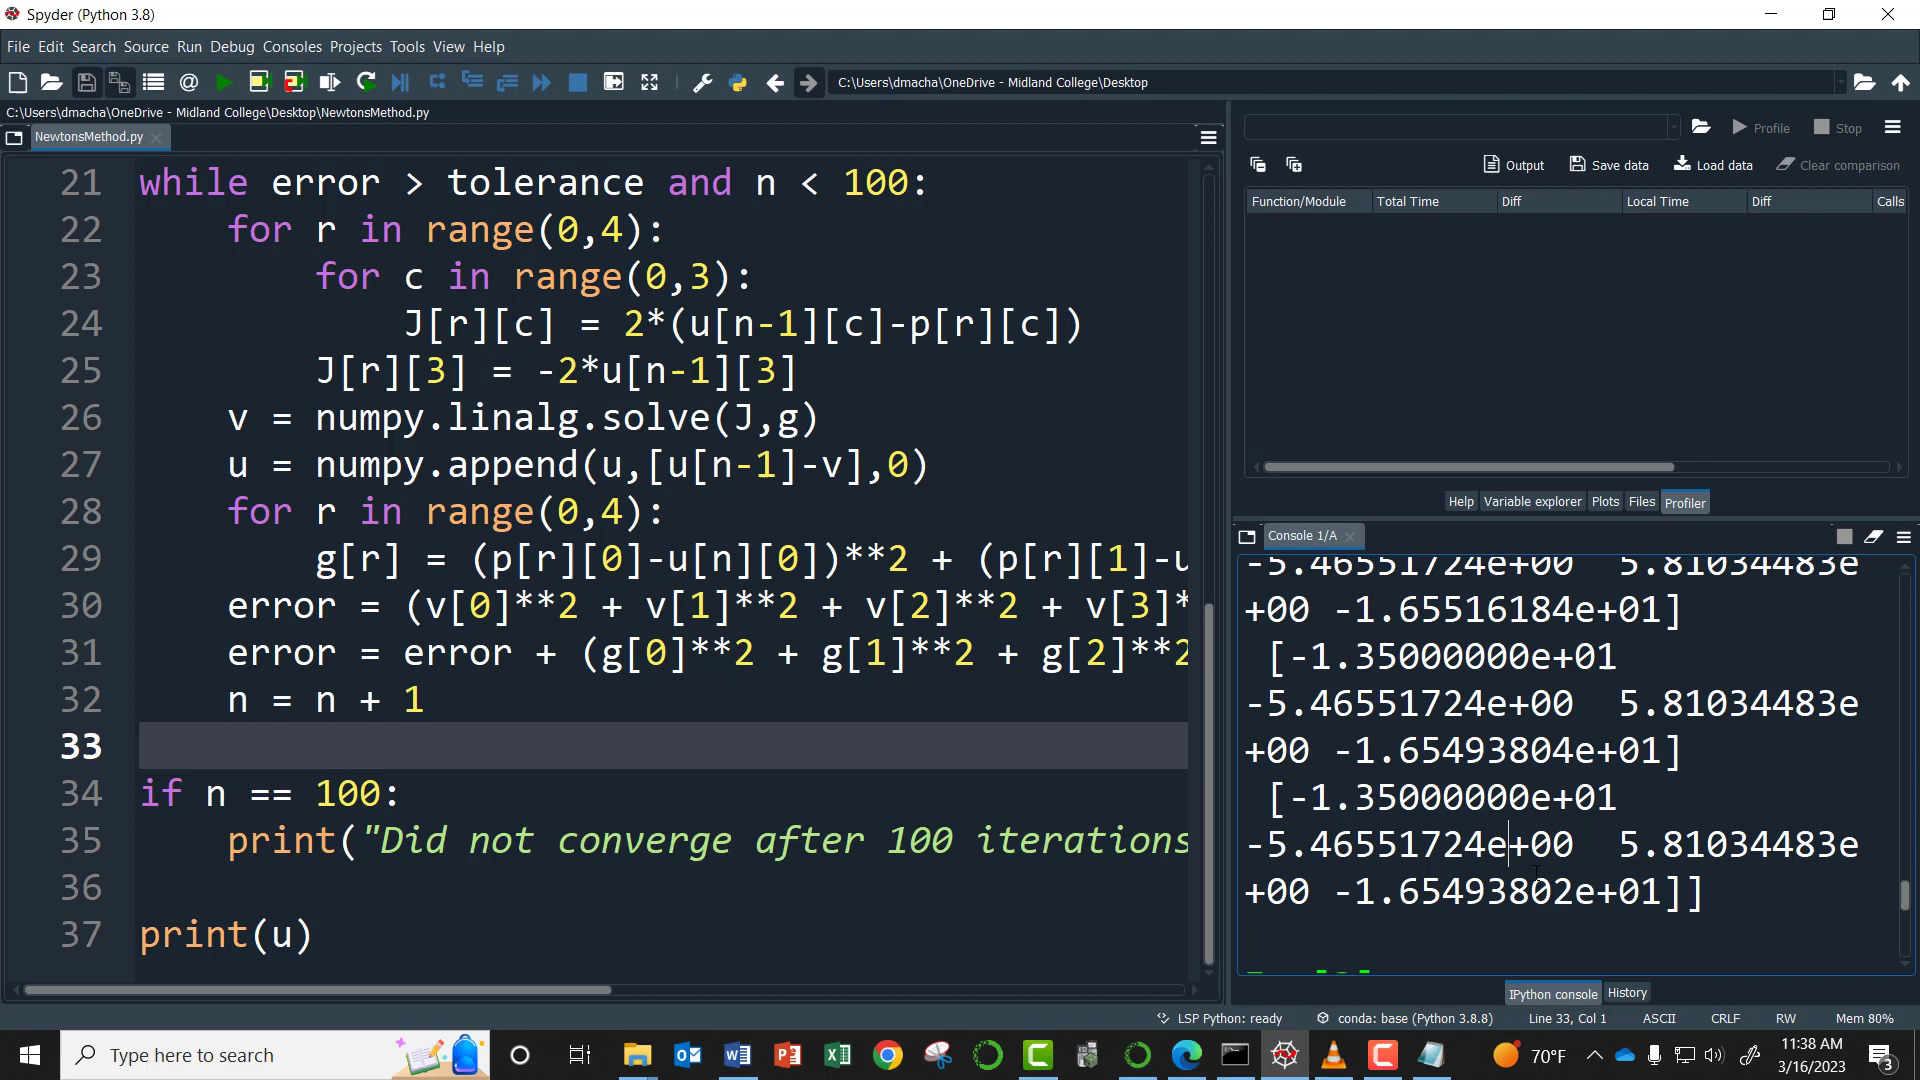 Spyder (Python 3.8)
File Edit Search Source Run Debug Consoles Projects Tools View Help
C:\Users\dmacha\OneDrive - Midland College\Desktop
C:\Users\dmacha\OneDrive - Midland College\Desktop\NewtonsMethod.py
NewtonsMethod.py
21 while error > tolerance and n < 100:
22 for r in range(0,4):
23 for c in range(0,3):
24 J[r][c] = 2*(u[n-1][c]-p[r][c])
25 J[r][3] = -2*u[n-1][3]
26 v = numpy.linalg.solve(J,g)
27 u = numpy.append(u,[u[n-1]-v],0)
28 for r in range(0,4):
29 g[r] = (p[r][0]-u[n][0])**2 + (p[r][1]-u
30 error = (v[0]**2 + v[1]**2 + v[2]**2 + v[3]*
31 error = error + (g[0]**2 + g[1]**2 + g[2]**2
32 n = n + 1
33
34 if n == 100:
35 print("Did not converge after 100 iterations
36
37 print(u)
Profile Stop
Output Save data Load data Clear comparison
Function/Module Total Time Diff Local Time Diff Calls
Help Variable explorer Plots Files Profiler
Console 1/A
-5.46551724e+00 5.81034483e
+00 -1.65516184e+01]
[-1.35000000e+01
-5.46551724e+00 5.81034483e
+00 -1.65493804e+01]
[-1.35000000e+01
-5.46551724e+00 5.81034483e
+00 -1.65493802e+01]]
IPython console History
LSP Python: ready conda: base (Python 3.8.8) Line 33, Col 1 ASCII CRLF RW Mem 80%
Type here to search
70°F
11:38 AM
3/16/2023
3